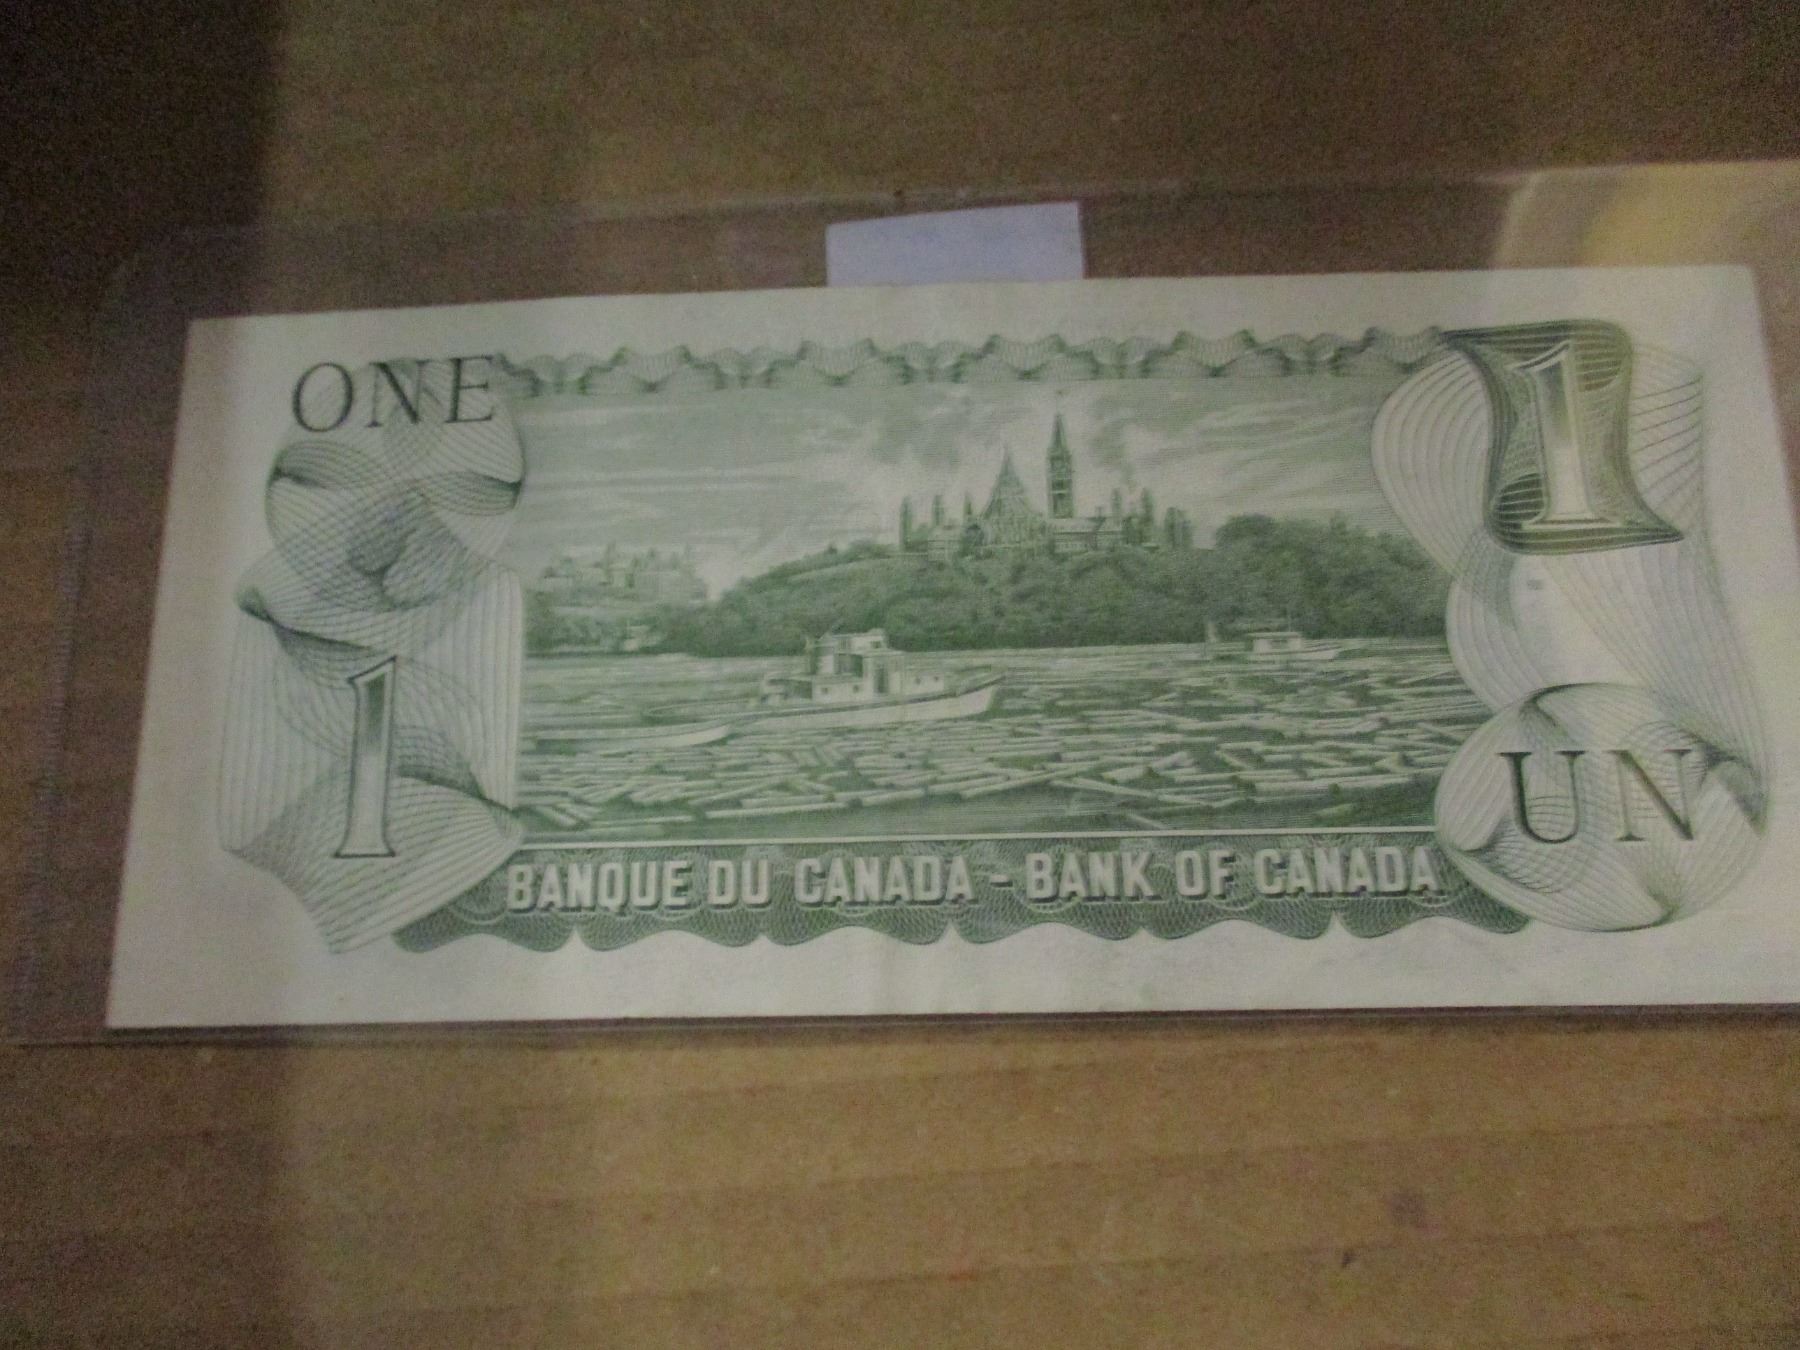 ONE
1
1
UN
BANQUE DU CANADA - BANK OF CANADA